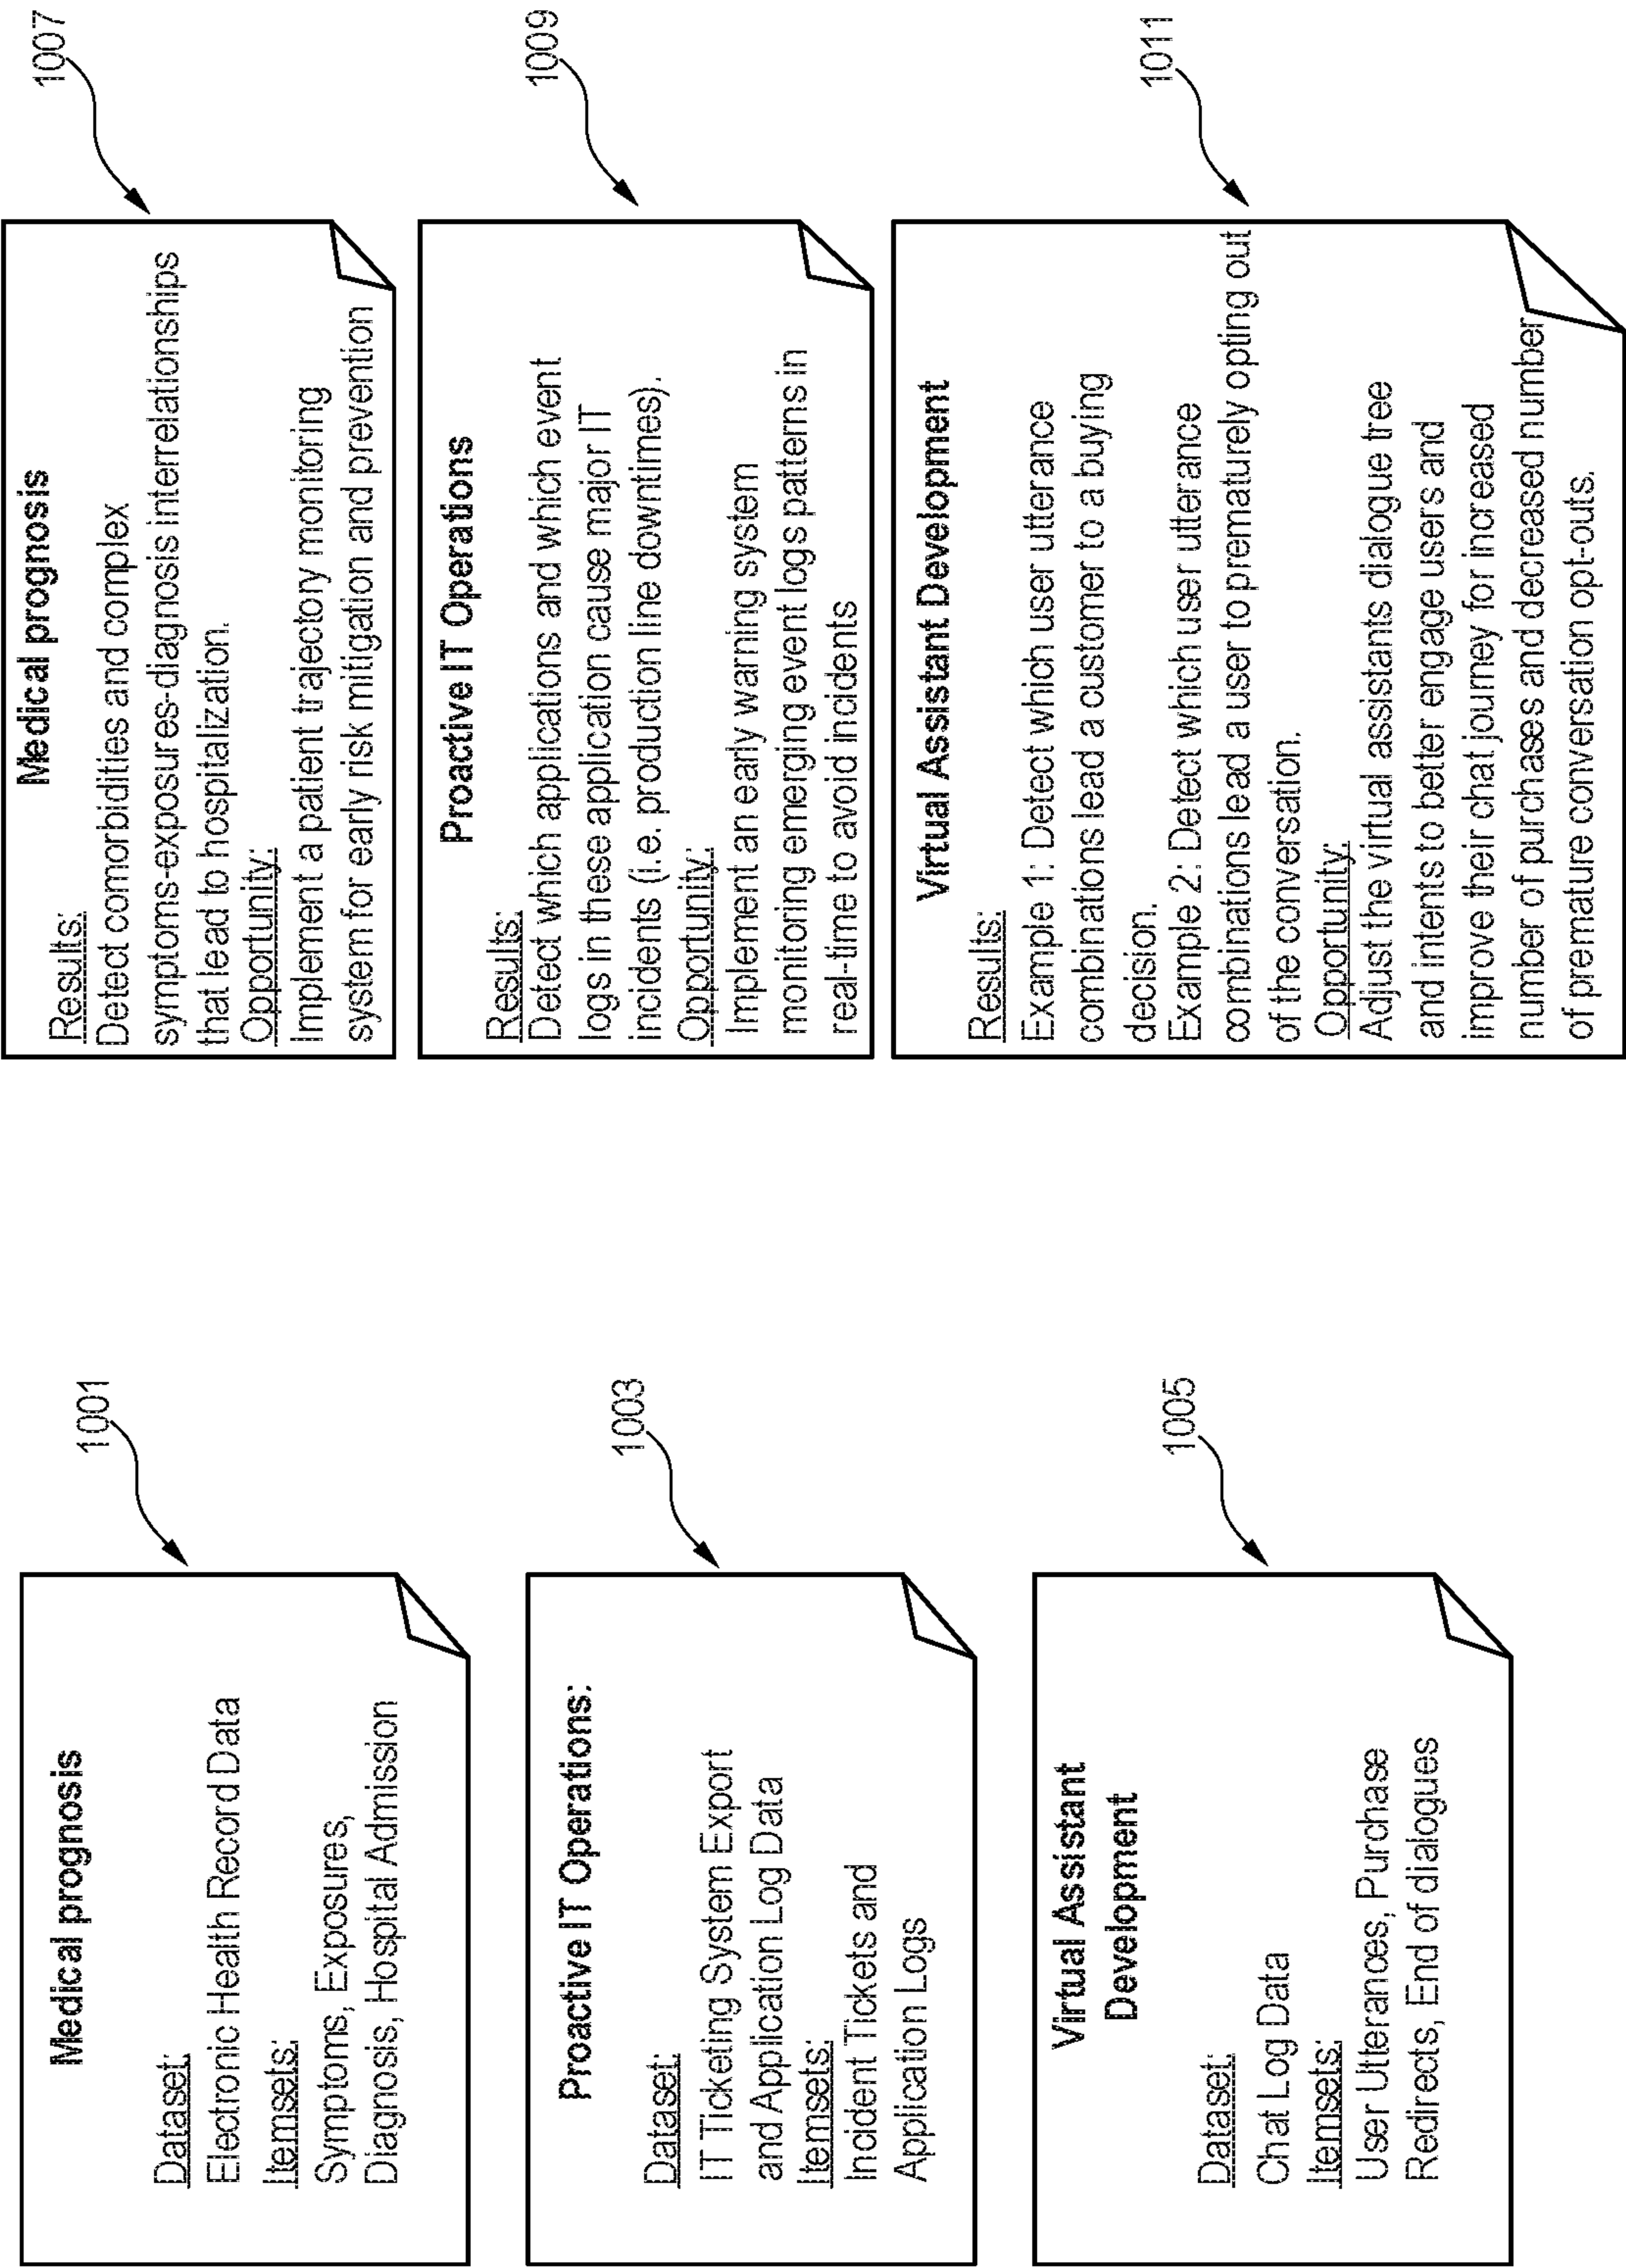 1001
Medical prognosis
Dataset:
Electronic Health Record Data
Itemsets:
Symptoms, Exposures,
Diagnosis, Hospital Admission
1003
Proactive IT Operations:
Dataset:
IT Ticketing System Export
and Application Log Data
Itemsets:
Incident Tickets and
Application Logs
1005
Virtual Assistant
Development
Dataset:
Chat Log Data
Itemsets:
User Utterances, Purchase
Redirects, End of dialogues
1007
Medical prognosis
Results:
Detect comorbidities and complex
symptoms-exposures-diagnosis interrelationships
that lead to hospitalization.
Opportunity:
Implement a patient trajectory monitoring
system for early risk mitigation and prevention
1009
Proactive IT Operations
Results:
Detect which applications and which event
logs in these application cause major IT
incidents (i.e. production line downtimes).
Opportunity:
Implement an early warning system
monitoring emerging event logs patterns in
real-time to avoid incidents
1011
Virtual Assistant Development
Results:
Example 1: Detect which user utterance
combinations lead a customer to a buying
decision.
Example 2: Detect which user utterance
combinations lead a user to prematurely opting out
of the conversation.
Opportunity:
Adjust the virtual assistants dialogue tree
and intents to better engage users and
improve their chat journey for increased
number of purchases and decreased number
of premature conversation opt-outs.